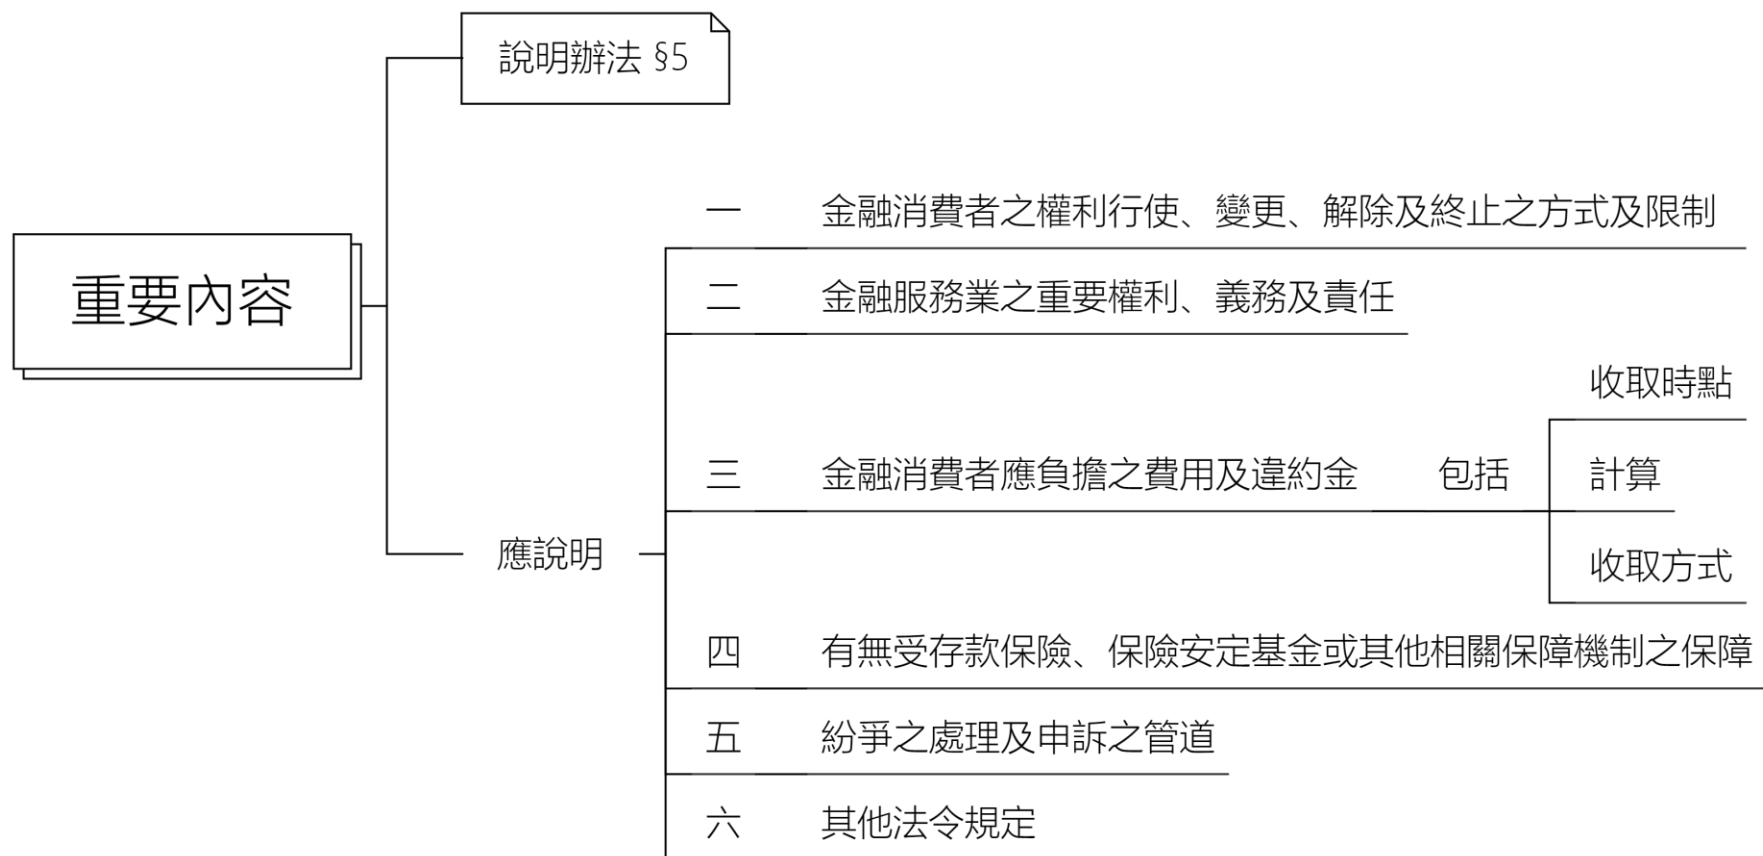 說明辦法 §5
重要內容
應說明
一 金融消費者之權利行使、變更、解除及終止之方式及限制
二 金融服務業之重要權利、義務及責任
三 金融消費者應負擔之費用及違約金 包括
收取時點
計算
收取方式
四 有無受存款保險、保險安定基金或其他相關保障機制之保障
五 紛爭之處理及申訴之管道
六 其他法令規定